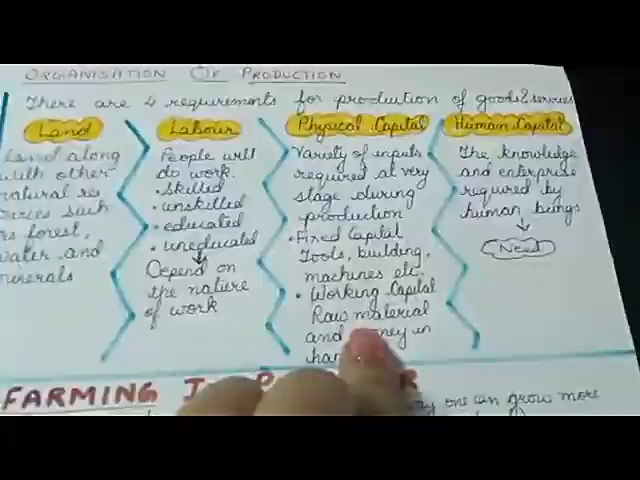 ORGANISATION OF PRODUCTION
There are 4 requirements for production of goods & services
Land
Land along
with other
natural re
ources such
as forest,
water and
minerals
Labour
People will
do work.
• skilled
• unskilled
• educated
• uneducated
Depend on
the nature
of work
Physical Capital
Variety of inputs
required at very
stage during
production
• Fixed Capital
Tools, building,
machines etc.
• Working Capital
Raw material
and money in
Human Capital
The knowledge
and enterprise
required by
human beings
Next
FARMING
one can grow more